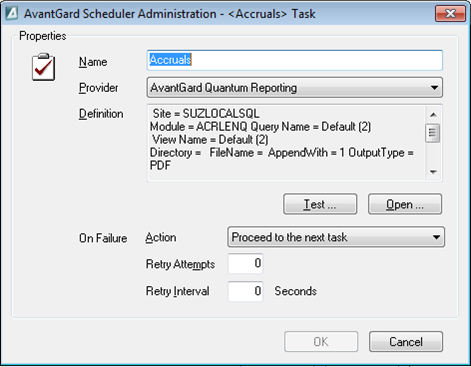 AvantGard Scheduler Administration - <Accruals> Task
Properties
Name Accruals
Provider AvantGard Quantum Reporting
Definition Site = SUZLOCALSQL
Module = ACRLENQ Query Name = Default (2)
View Name = Default (2)
Directory = FileName = AppendWith = 1 OutputType =
PDF
Test ... Open ...
On Failure Action Proceed to the next task
Retry Attempts 0
Retry Interval 0 Seconds
OK Cancel